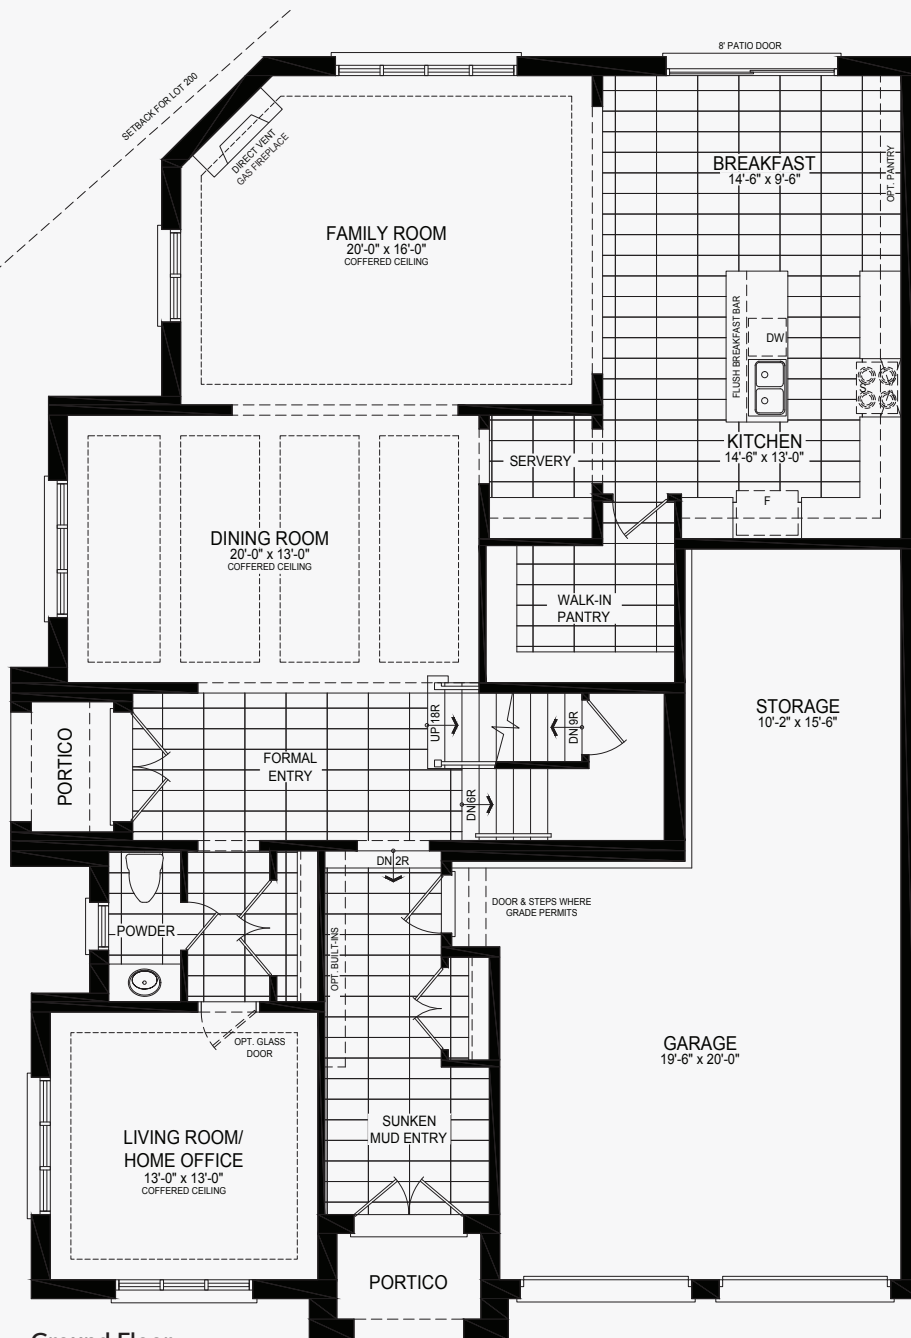 8' PATIO DOOR
SETBACK FOR LOT 200
DIRECT VENT
GAS FIREPLACE
BREAKFAST
14'-6" x 9'-6"
OPT. PANTRY
FAMILY ROOM
20'-0" x 16'-0"
COFFERED CEILING
FLUSH BREAKFAST BAR
DW
KITCHEN
14'-6" x 13'-0"
SERVERY
F
DINING ROOM
20'-0" x 13'-0"
COFFERED CEILING
WALK-IN
PANTRY
STORAGE
10'-2" x 15'-6"
UP 18R
DN 9R
PORTICO
FORMAL
ENTRY
DN 6R
DN 2R
DOOR & STEPS WHERE
GRADE PERMITS
POWDER
OPT. BUILT-INS
OPT. GLASS
DOOR
GARAGE
19'-6" x 20'-0"
SUNKEN
MUD ENTRY
LIVING ROOM/
HOME OFFICE
13'-0" x 13'-0"
COFFERED CEILING
PORTICO
Ground Floor